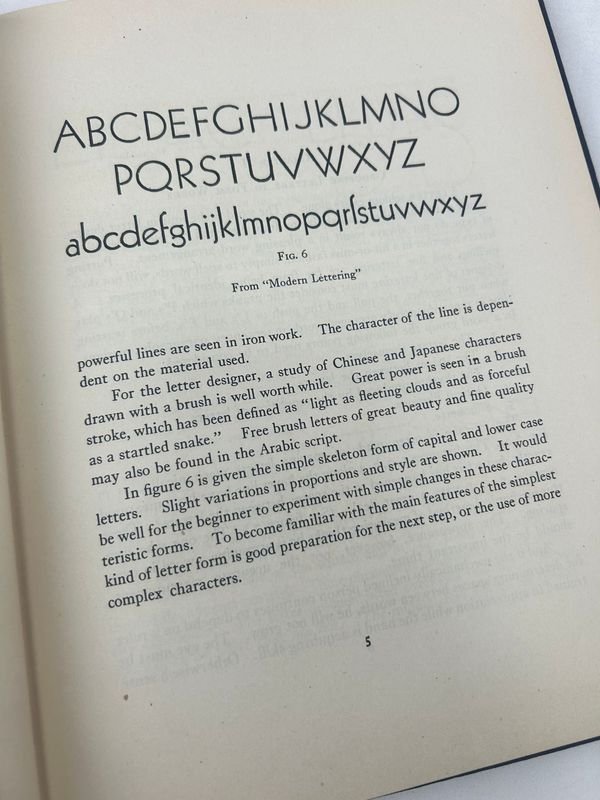 ABCDEFGHIJKLMNO
PQRSTUVWXYZ
abcdefghijklmnopqrſstuvwxyz
FIG. 6
From "Modern Lettering"
powerful lines are seen in iron work. The character of the line is depen-
dent on the material used.
For the letter designer, a study of Chinese and Japanese characters
drawn with a brush is well worth while. Great power is seen in a brush
stroke, which has been defined as "light as fleeting clouds and as forceful
as a startled snake." Free brush letters of great beauty and fine quality
may also be found in the Arabic script.
In figure 6 is given the simple skeleton form of capital and lower case
letters. Slight variations in proportions and style are shown. It would
be well for the beginner to experiment with simple changes in these charac-
teristic forms. To become familiar with the main features of the simplest
kind of letter form is good preparation for the next step, or the use of more
complex characters.
5